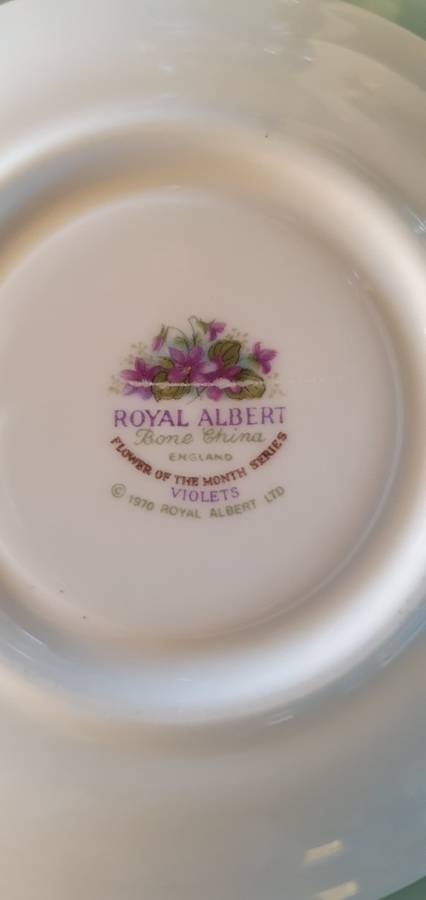 ROYAL ALBERT
Bone China
ENGLAND
FLOWER OF THE MONTH SERIES
VIOLETS
© 1970 ROYAL ALBERT LTD